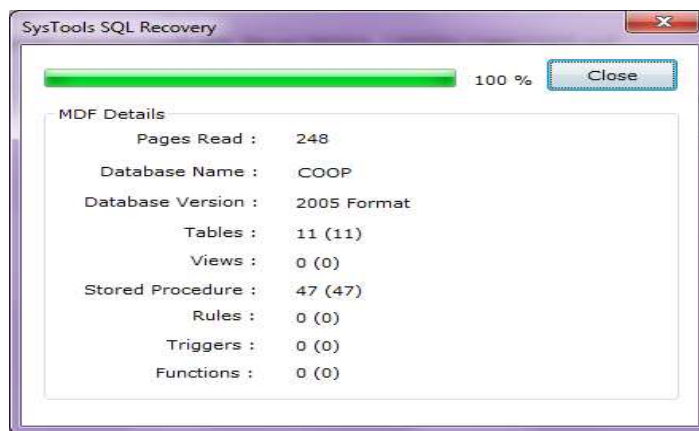 SysTools SQL Recovery
100 % Close
MDF Details
Pages Read : 248
Database Name : COOP
Database Version : 2005 Format
Tables : 11 (11)
Views : 0 (0)
Stored Procedure : 47 (47)
Rules : 0 (0)
Triggers : 0 (0)
Functions : 0 (0)